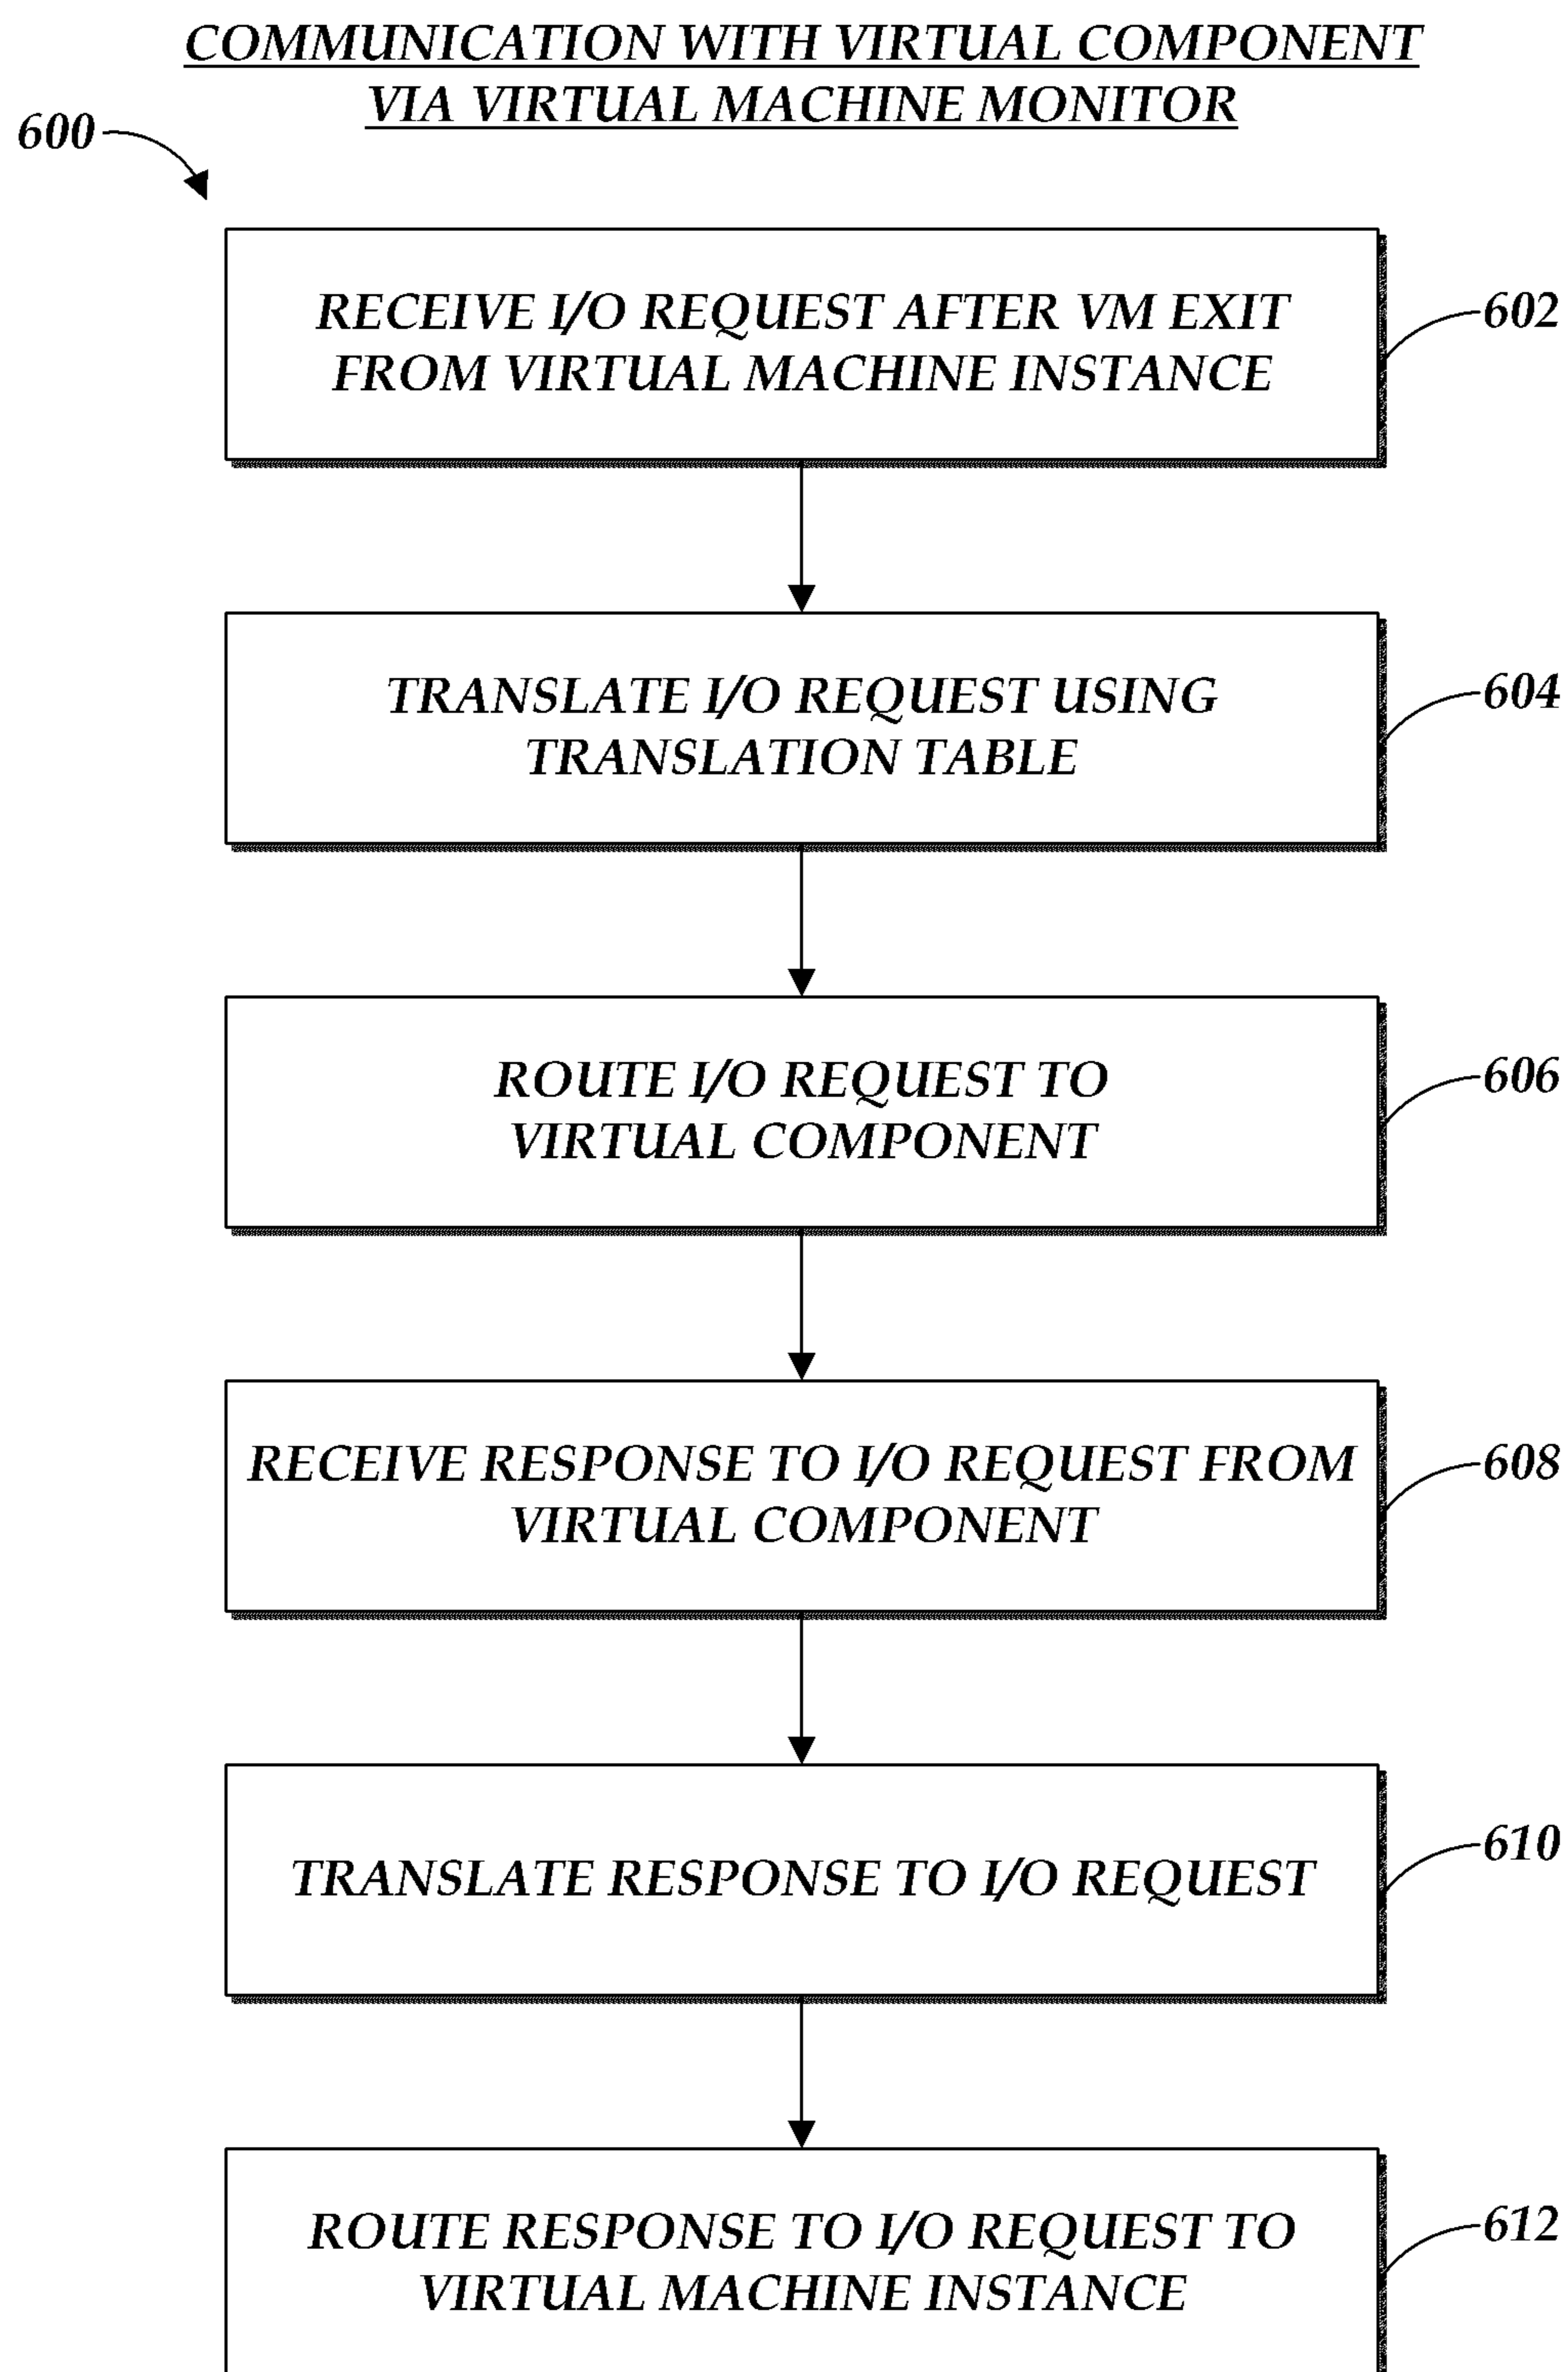 COMMUNICATION WITH VIRTUAL COMPONENT
VIA VIRTUAL MACHINE MONITOR
600
RECEIVE I/O REQUEST AFTER VM EXIT
FROM VIRTUAL MACHINE INSTANCE
602
TRANSLATE I/O REQUEST USING
TRANSLATION TABLE
604
ROUTE I/O REQUEST TO
VIRTUAL COMPONENT
606
RECEIVE RESPONSE TO I/O REQUEST FROM
VIRTUAL COMPONENT
608
TRANSLATE RESPONSE TO I/O REQUEST
610
ROUTE RESPONSE TO I/O REQUEST TO
VIRTUAL MACHINE INSTANCE
612